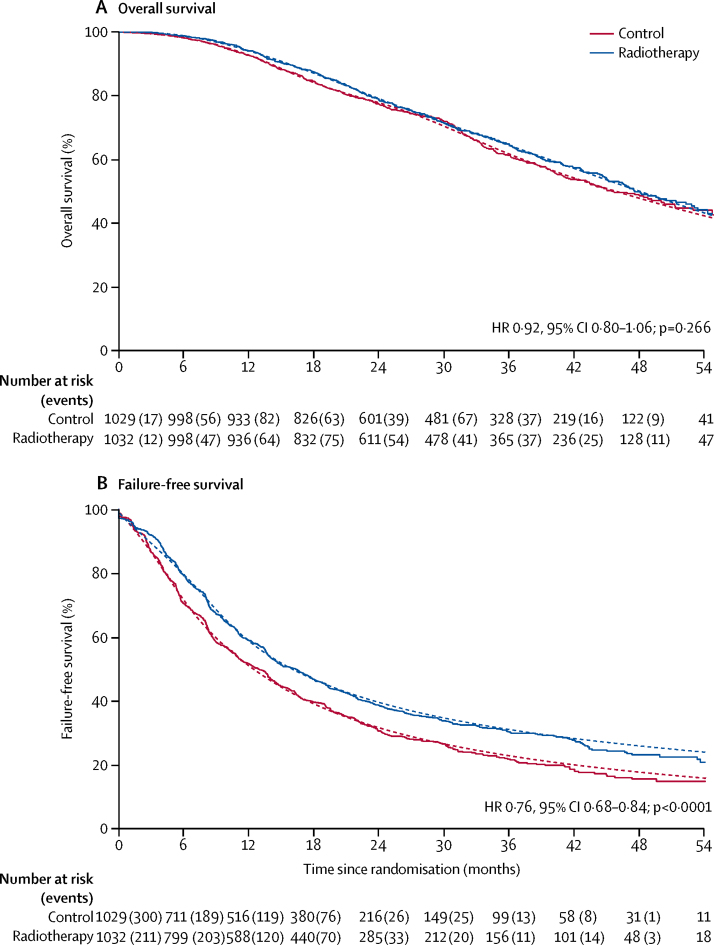 A Overall survival
Control
Radiotherapy
100
80
60
40
20
0
Overall survival (%)
HR 0·92, 95% CI 0·80–1·06; p=0·266
0 6 12 18 24 30 36 42 48 54
Number at risk
(events)
Control 1029 (17) 998 (56) 933 (82) 826 (63) 601 (39) 481 (67) 328 (37) 219 (16) 122 (9) 41
Radiotherapy 1032 (12) 998 (47) 936 (64) 832 (75) 611 (54) 478 (41) 365 (37) 236 (25) 128 (11) 47
B Failure-free survival
100
80
60
40
20
0
Failure-free survival (%)
HR 0·76, 95% CI 0·68–0·84; p<0·0001
0 6 12 18 24 30 36 42 48 54
Time since randomisation (months)
Number at risk
(events)
Control 1029 (300) 711 (189) 516 (119) 380 (76) 216 (26) 149 (25) 99 (13) 58 (8) 31 (1) 11
Radiotherapy 1032 (211) 799 (203) 588 (120) 440 (70) 285 (33) 212 (20) 156 (11) 101 (14) 48 (3) 18